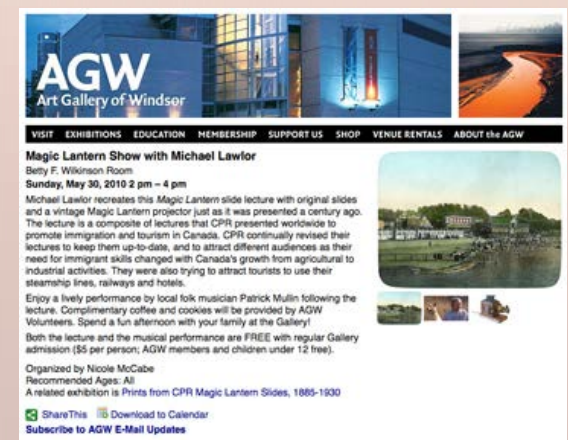 AGW
Art Gallery of Windsor
VISIT EXHIBITIONS EDUCATION MEMBERSHIP SUPPORT US SHOP VENUE RENTALS ABOUT the AGW
Magic Lantern Show with Michael Lawlor
Betty F. Wilkinson Room
Sunday, May 30, 2010 2 pm – 4 pm
Michael Lawlor recreates this Magic Lantern slide lecture with original slides
and a vintage Magic Lantern projector just as it was presented a century ago.
The lecture is a composite of lectures that CPR presented worldwide to
promote immigration and tourism in Canada. CPR continually revised their
lectures to keep them up-to-date, and to attract different audiences as their
need for immigrant skills changed with Canada's growth from agricultural to
industrial activities. They were also trying to attract tourists to use their
steamship lines, railways and hotels.
Enjoy a lively performance by local folk musician Patrick Mullin following the
lecture. Complimentary coffee and cookies will be provided by AGW
Volunteers. Spend a fun afternoon with your family at the Gallery!
Both the lecture and the musical performance are FREE with regular Gallery
admission ($5 per person; AGW members and children under 12 free).
Organized by Nicole McCabe
Recommended Ages: All
A related exhibition is Prints from CPR Magic Lantern Slides, 1885-1930
ShareThis Download to Calendar
Subscribe to AGW E-Mail Updates